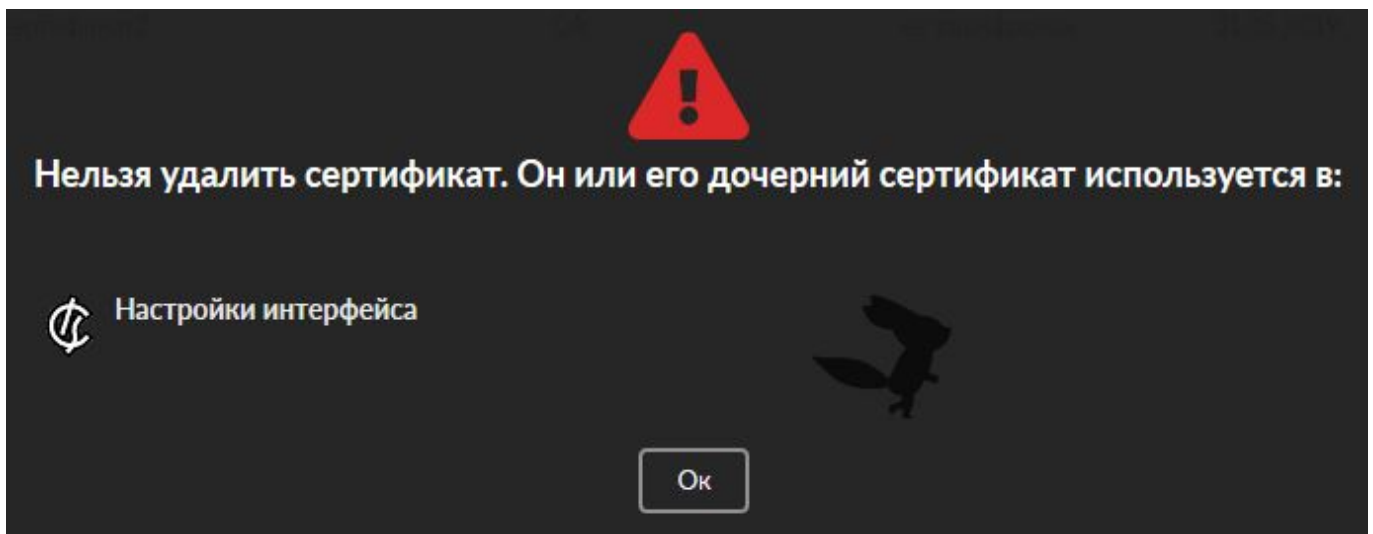 Нельзя удалить сертификат. Он или его дочерний сертификат используется в:
Настройки интерфейса
Ок